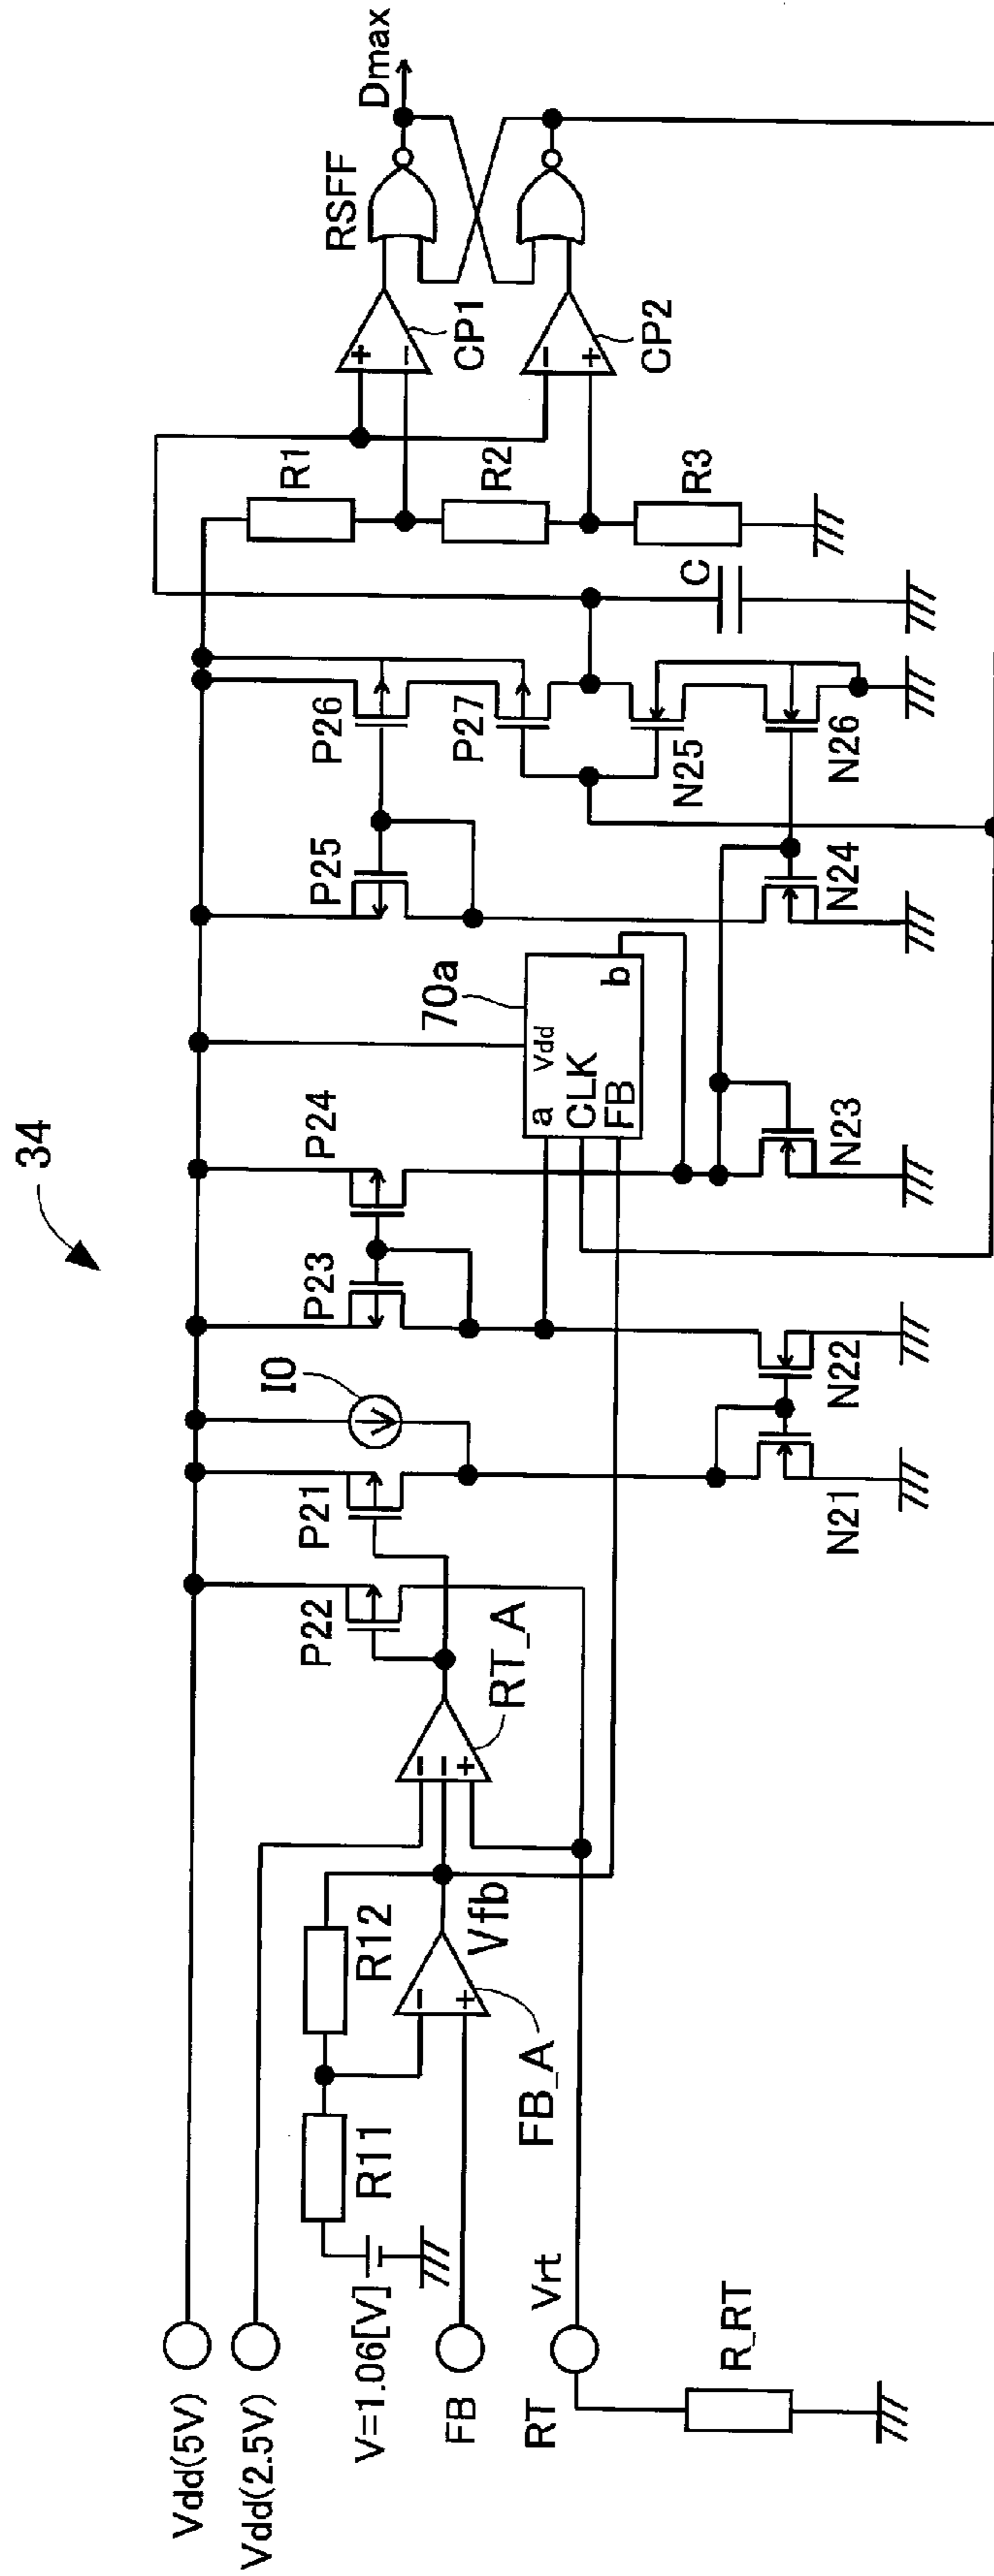 34
Vdd(5V)
Vdd(2.5V)
V=1.06[V]
FB
RT
Vrt
R_RT
R11
R12
FB_A
Vfb
RT_A
P22
P21
I0
P23
P24
N21
N22
N23
70a
Vdd
a
CLK
FB
b
P25
P26
P27
N24
N25
N26
C
R1
R2
R3
CP1
CP2
RSFF
Dmax